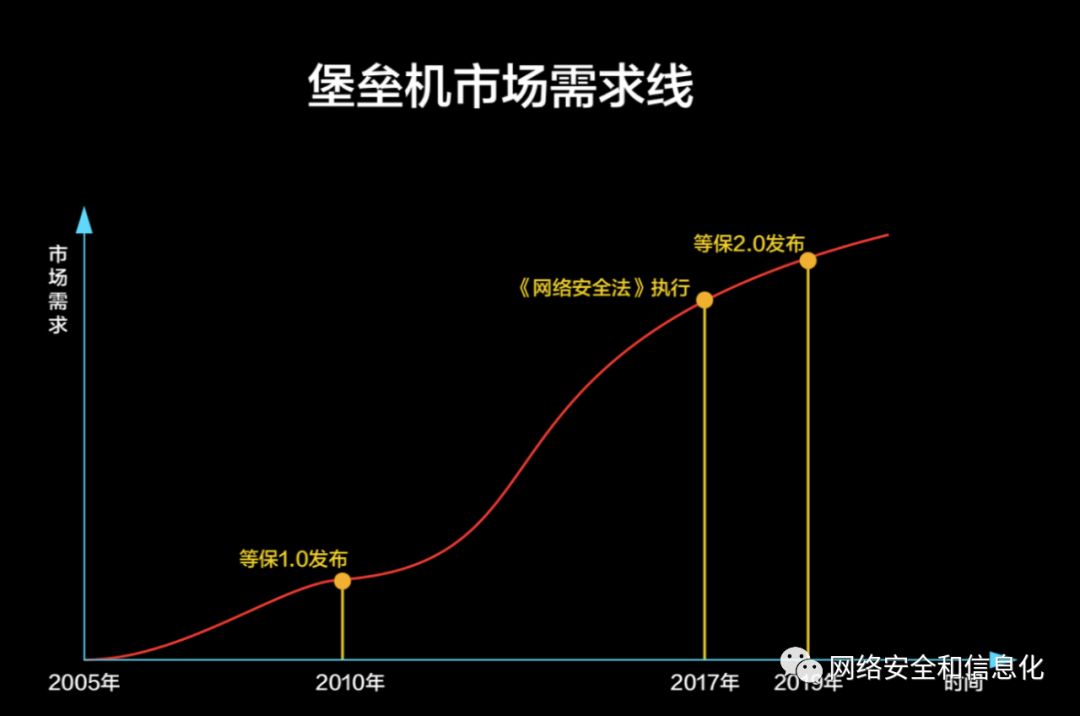 堡垒机市场需求线
市场需求
等保2.0发布
《网络安全法》执行
等保1.0发布
2005年
2010年
2017年
2019年
时间
网络安全和信息化